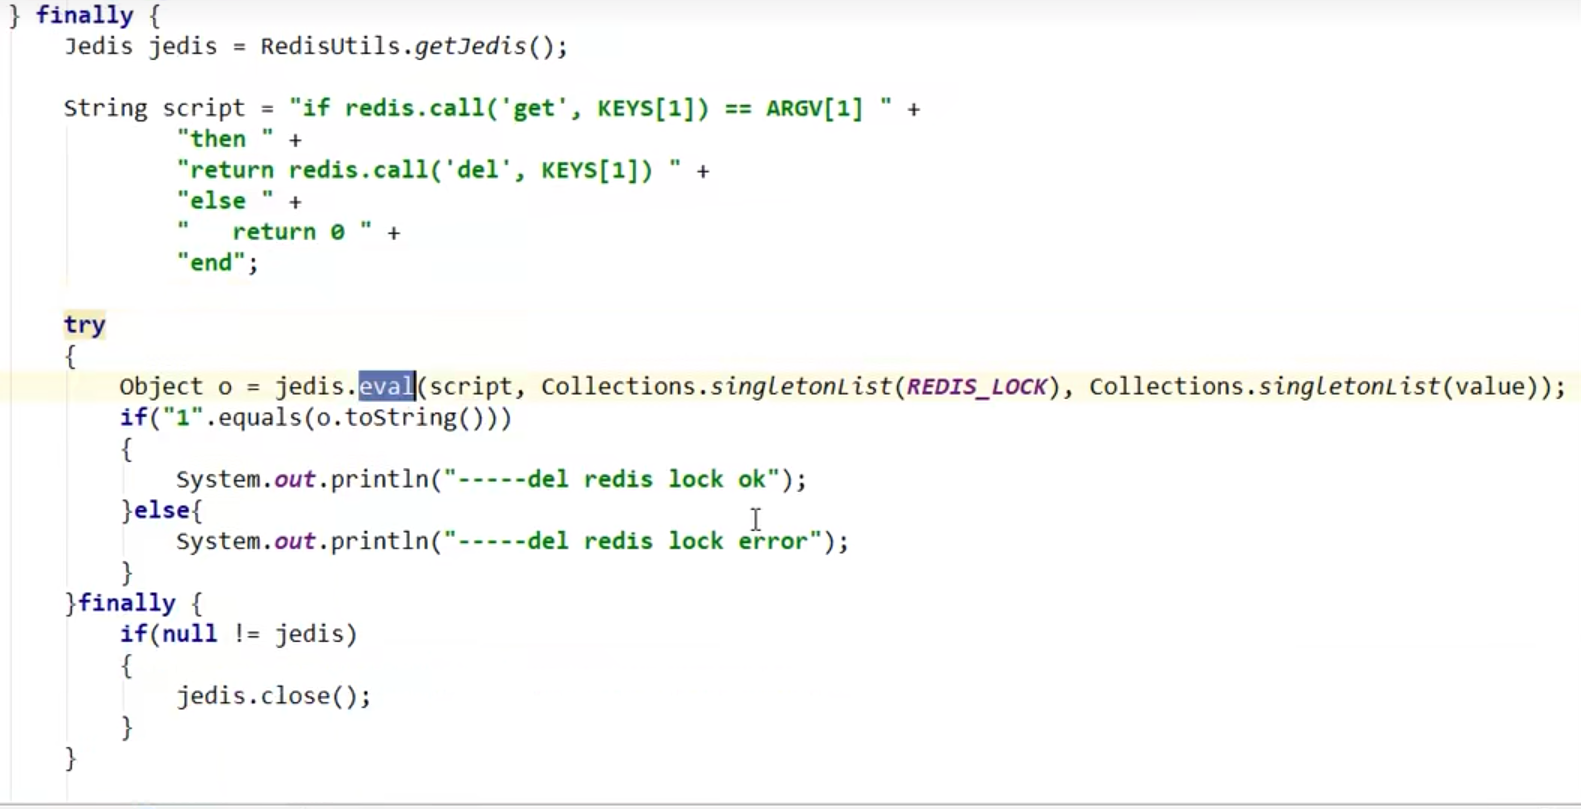 } finally {
Jedis jedis = RedisUtils.getJedis();
String script = "if redis.call('get', KEYS[1]) == ARGV[1] " +
"then " +
"return redis.call('del', KEYS[1]) " +
"else " +
"   return 0 " +
"end";
try
{
Object o = jedis.eval(script, Collections.singletonList(REDIS_LOCK), Collections.singletonList(value));
if("1".equals(o.toString()))
{
System.out.println("-----del redis lock ok");
}else{
System.out.println("-----del redis lock error");
}
}finally {
if(null != jedis)
{
jedis.close();
}
}